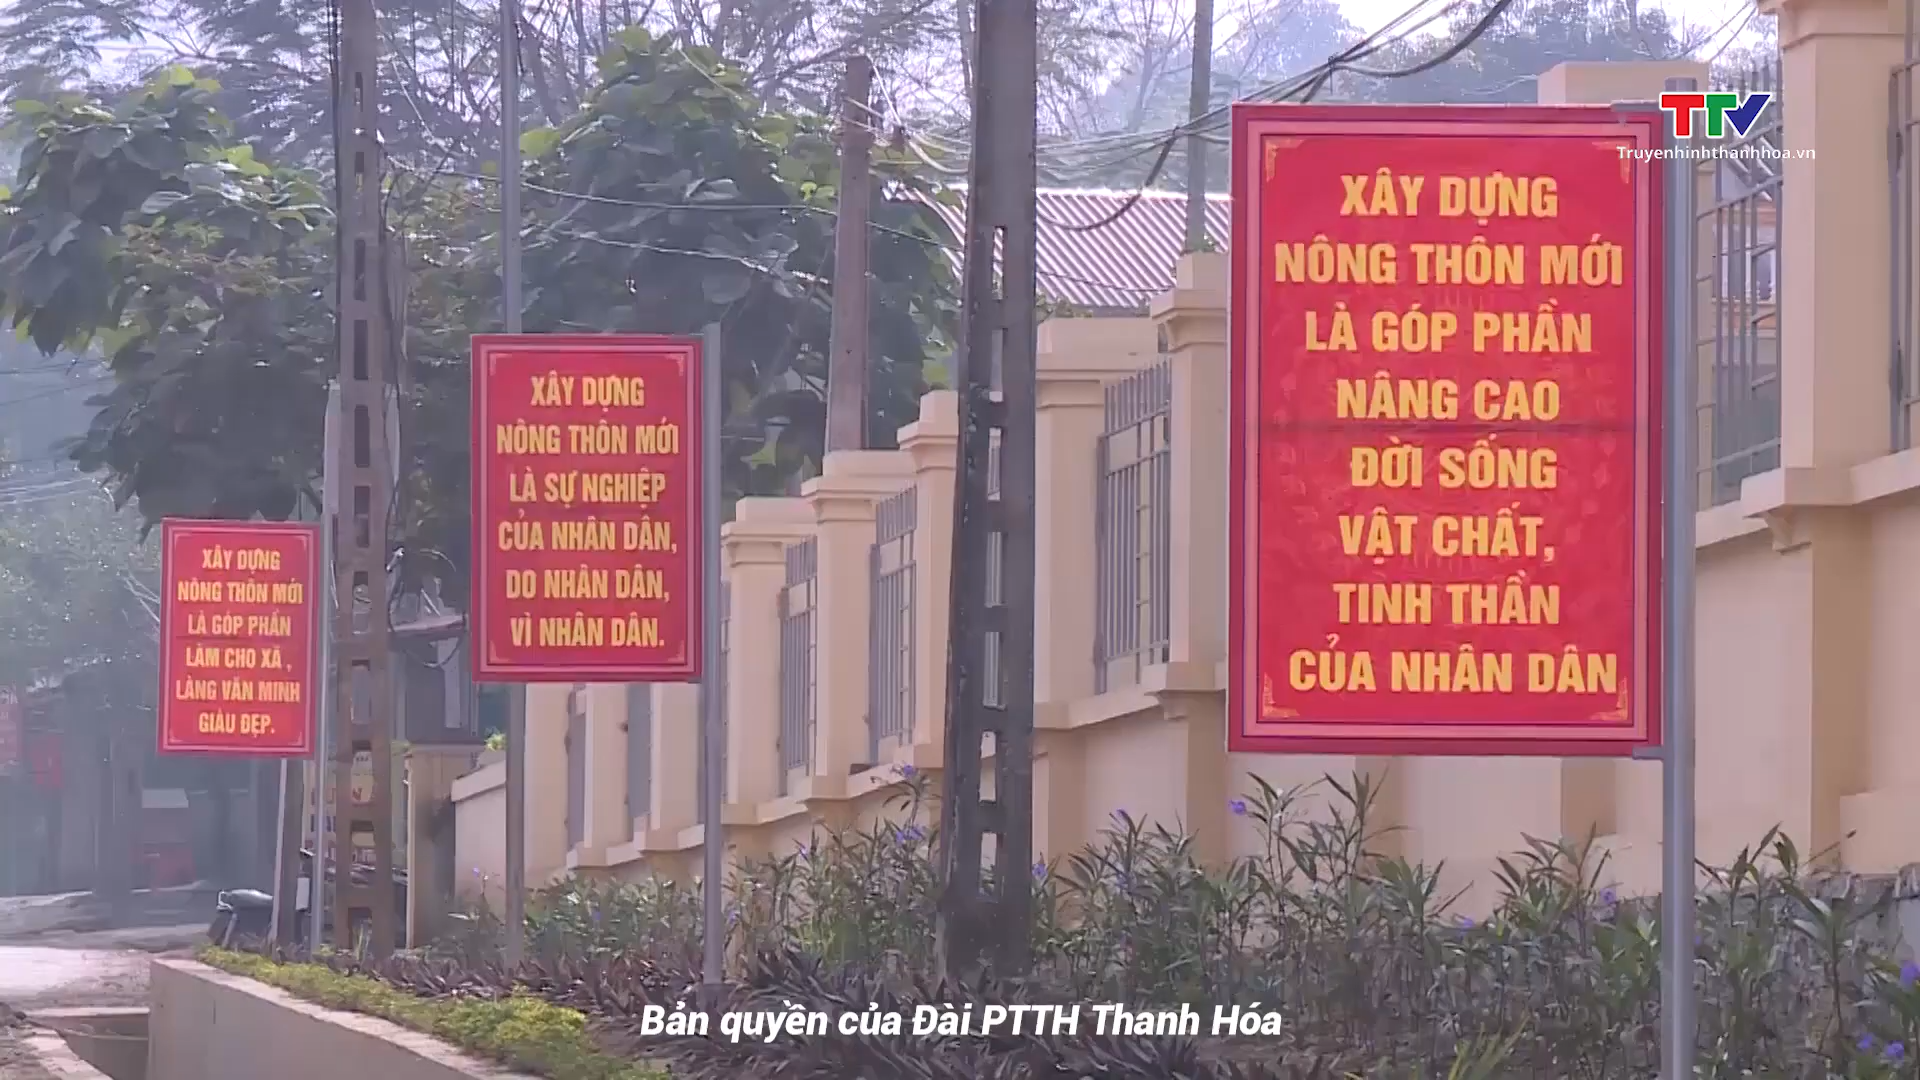 XÂY DỰNG
NÔNG THÔN MỚI
LÀ GÓP PHẦN
LÀM CHO XÃ,
LÀNG VĂN MINH
GIÀU ĐẸP.
XÂY DỰNG
NÔNG THÔN MỚI
LÀ SỰ NGHIỆP
CỦA NHÂN DÂN,
DO NHÂN DÂN,
VÌ NHÂN DÂN.
XÂY DỰNG
NÔNG THÔN MỚI
LÀ GÓP PHẦN
NÂNG CAO
ĐỜI SỐNG
VẬT CHẤT,
TINH THẦN
CỦA NHÂN DÂN
TTV
Truyenhinhthanhhoa.vn
Bản quyền của Đài PTTH Thanh Hóa